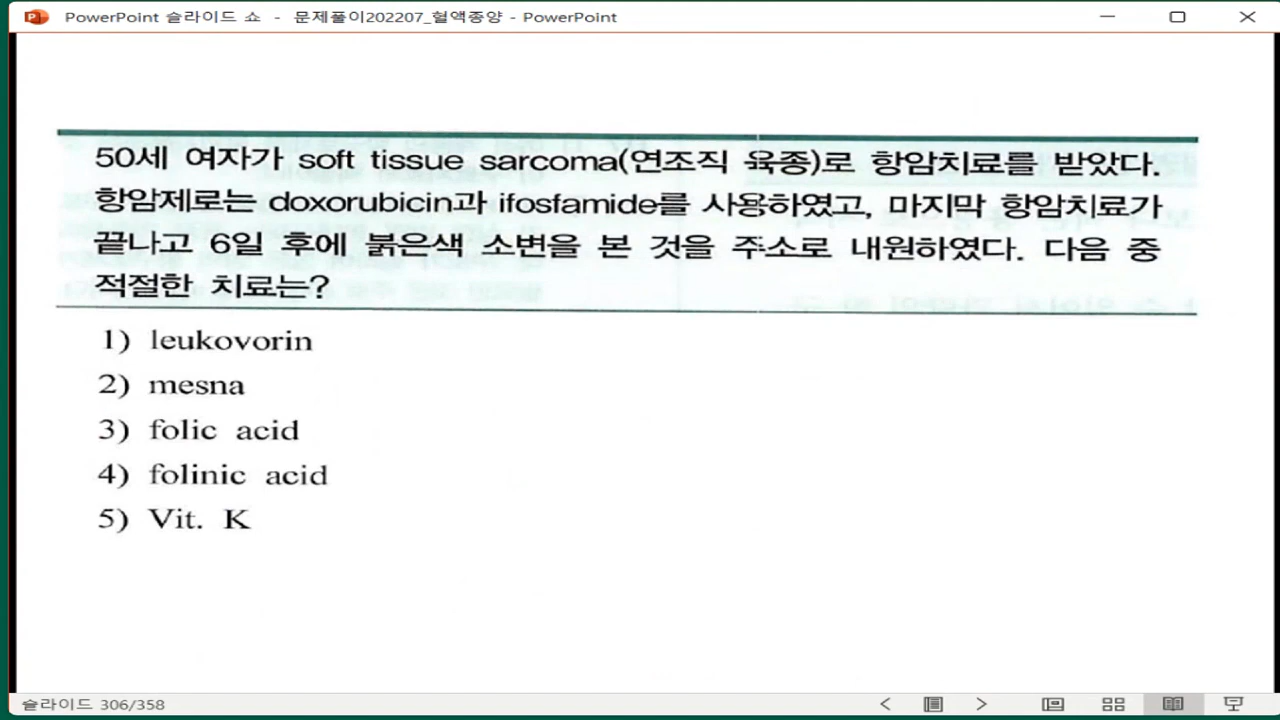 PowerPoint 슬라이드 쇼 - 문제풀이202207_혈액종양 - PowerPoint
50세 여자가 soft tissue sarcoma(연조직 육종)로 항암치료를 받았다.
항암제로는 doxorubicin과 ifosfamide를 사용하였고, 마지막 항암치료가
끝나고 6일 후에 붉은색 소변을 본 것을 주소로 내원하였다. 다음 중
적절한 치료는?
1) leukovorin
2) mesna
3) folic acid
4) folinic acid
5) Vit. K
슬라이드 306/358